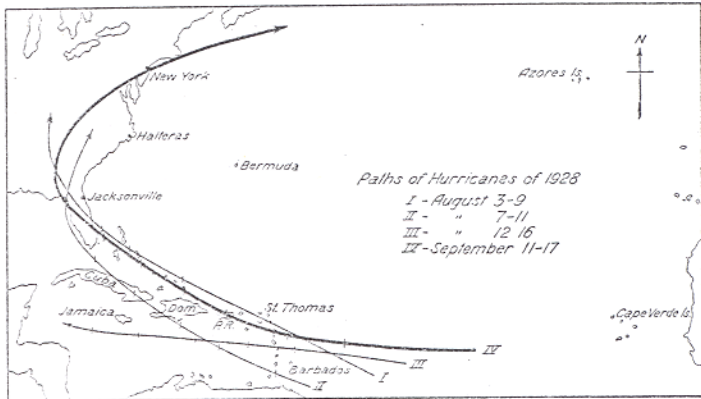 N
New York
Azores Is.
Hatteras
Bermuda
Paths of Hurricanes of 1928
I - August 3-9
II - " 7-11
III - " 12 16
IV - September 11-17
Jacksonville
Cuba
Jamaica
Dom.
St. Thomas
P.R.
Cape Verde Is.
IV
III
Barbados
I
II